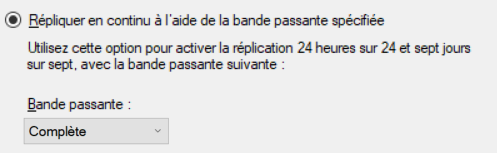 Répliquer en continu à l'aide de la bande passante spécifiée
Utilisez cette option pour activer la réplication 24 heures sur 24 et sept jours
sur sept, avec la bande passante suivante :
Bande passante :
Complète